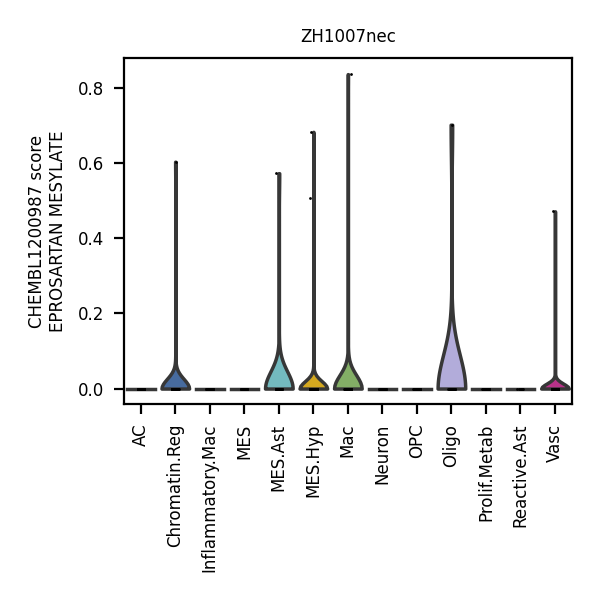 ZH1007nec
CHEMBL1200987 score
EPROSARTAN MESYLATE
0.8
0.6
0.4
0.2
0.0
AC
Chromatin.Reg
Inflammatory.Mac
MES
MES.Ast
MES.Hyp
Mac
Neuron
OPC
Oligo
Prolif.Metab
Reactive.Ast
Vasc